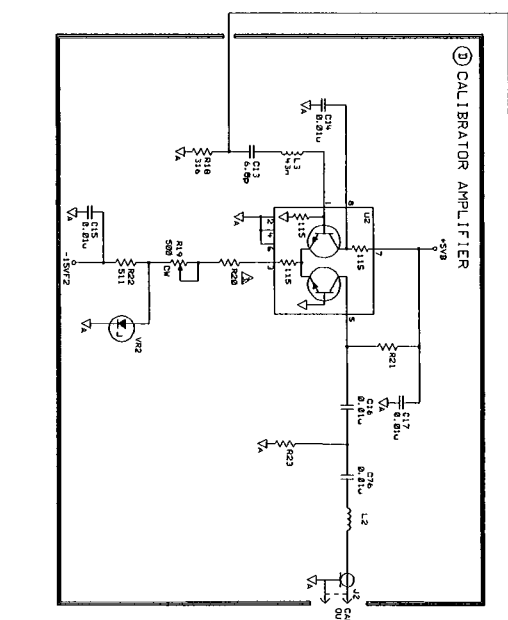 D CALIBRATOR AMPLIFIER
+5VB
C14
0.01u
A
8
U2
7
115
R21
C17
0.01u
A
L3
43n
1
115
C13
6.8p
R18
316
A
2
4
6
A
3
115
5
R20
R19
500 CW
R22
511
C15
0.01u
A
-15VF2
VR2
A
C16
0.01u
R23
A
C76
0.01u
L2
J2
A
CA
OU